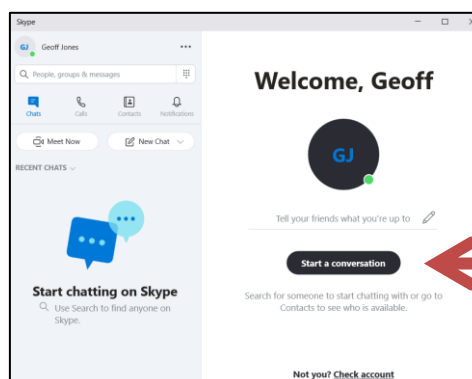 Skype
GJ Geoff Jones
People, groups & messages
Chats Calls Contacts Notifications
Meet Now New Chat
RECENT CHATS
Start chatting on Skype
Use Search to find anyone on
Skype.
Welcome, Geoff
GJ
Tell your friends what you're up to
Start a conversation
Search for someone to start chatting with or go to
Contacts to see who is available.
Not you? Check account